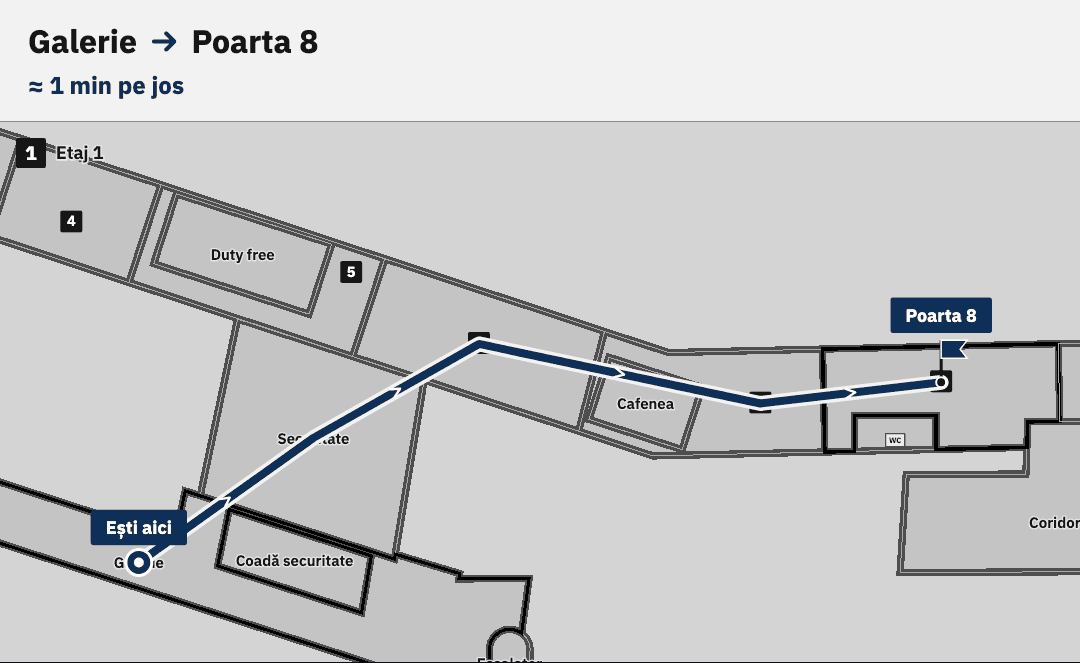 Galerie → Poarta 8
≈ 1 min pe jos
1 Etaj 1
4
Duty free
5
Poarta 8
Cafenea
Securitate
WC
Ești aici
Coridor
Coadă securitate